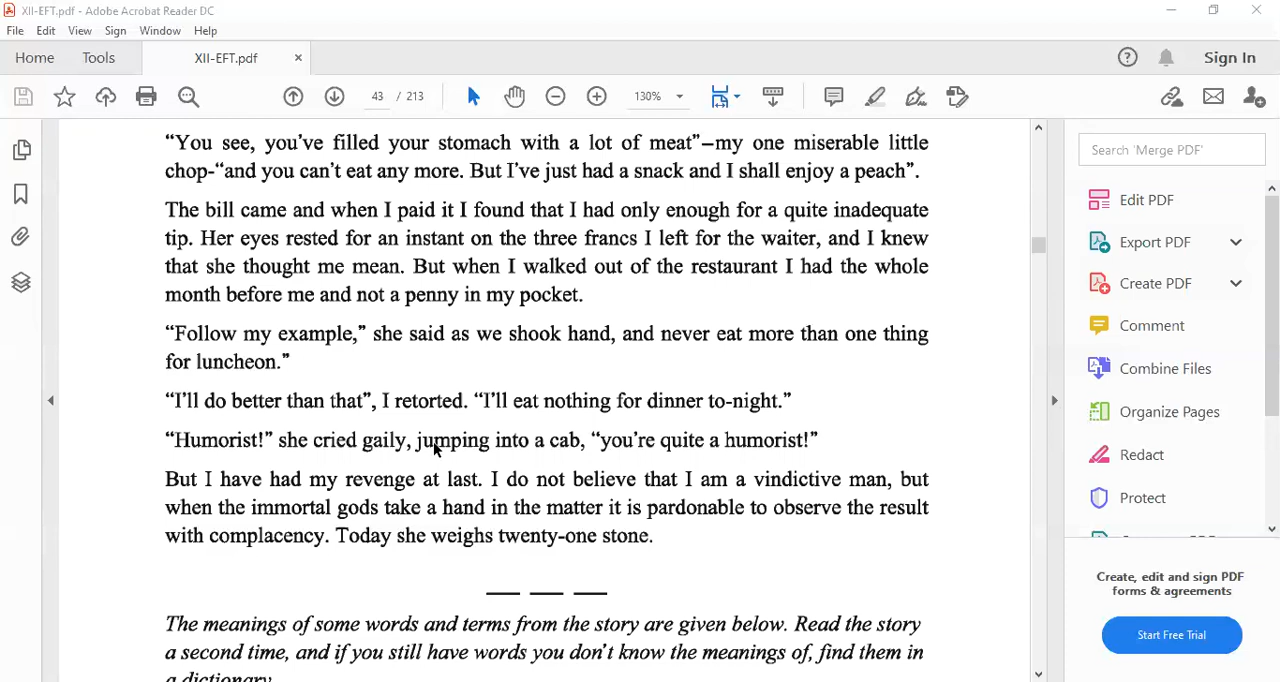 XII-EFT.pdf - Adobe Acrobat Reader DC
File Edit View Sign Window Help
Home Tools XII-EFT.pdf × Sign In
43 / 213 130%
Search 'Merge PDF'
Edit PDF
Export PDF
Create PDF
Comment
Combine Files
Organize Pages
Redact
Protect
Create, edit and sign PDF
forms & agreements
Start Free Trial
“You see, you’ve filled your stomach with a lot of meat”–my one miserable little
chop-“and you can’t eat any more. But I’ve just had a snack and I shall enjoy a peach”.
The bill came and when I paid it I found that I had only enough for a quite inadequate
tip. Her eyes rested for an instant on the three francs I left for the waiter, and I knew
that she thought me mean. But when I walked out of the restaurant I had the whole
month before me and not a penny in my pocket.
“Follow my example,” she said as we shook hand, and never eat more than one thing
for luncheon.”
“I’ll do better than that”, I retorted. “I’ll eat nothing for dinner to-night.”
“Humorist!” she cried gaily, jumping into a cab, “you’re quite a humorist!”
But I have had my revenge at last. I do not believe that I am a vindictive man, but
when the immortal gods take a hand in the matter it is pardonable to observe the result
with complacency. Today she weighs twenty-one stone.
The meanings of some words and terms from the story are given below. Read the story
a second time, and if you still have words you don’t know the meanings of, find them in
a dictionary.